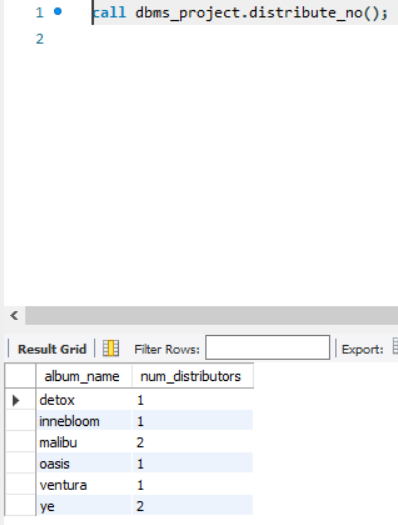 1 call dbms_project.distribute_no();
2
<
Result Grid Filter Rows: Export:
album_name num_distributors
detox 1
innebloom 1
malibu 2
oasis 1
ventura 1
ye 2